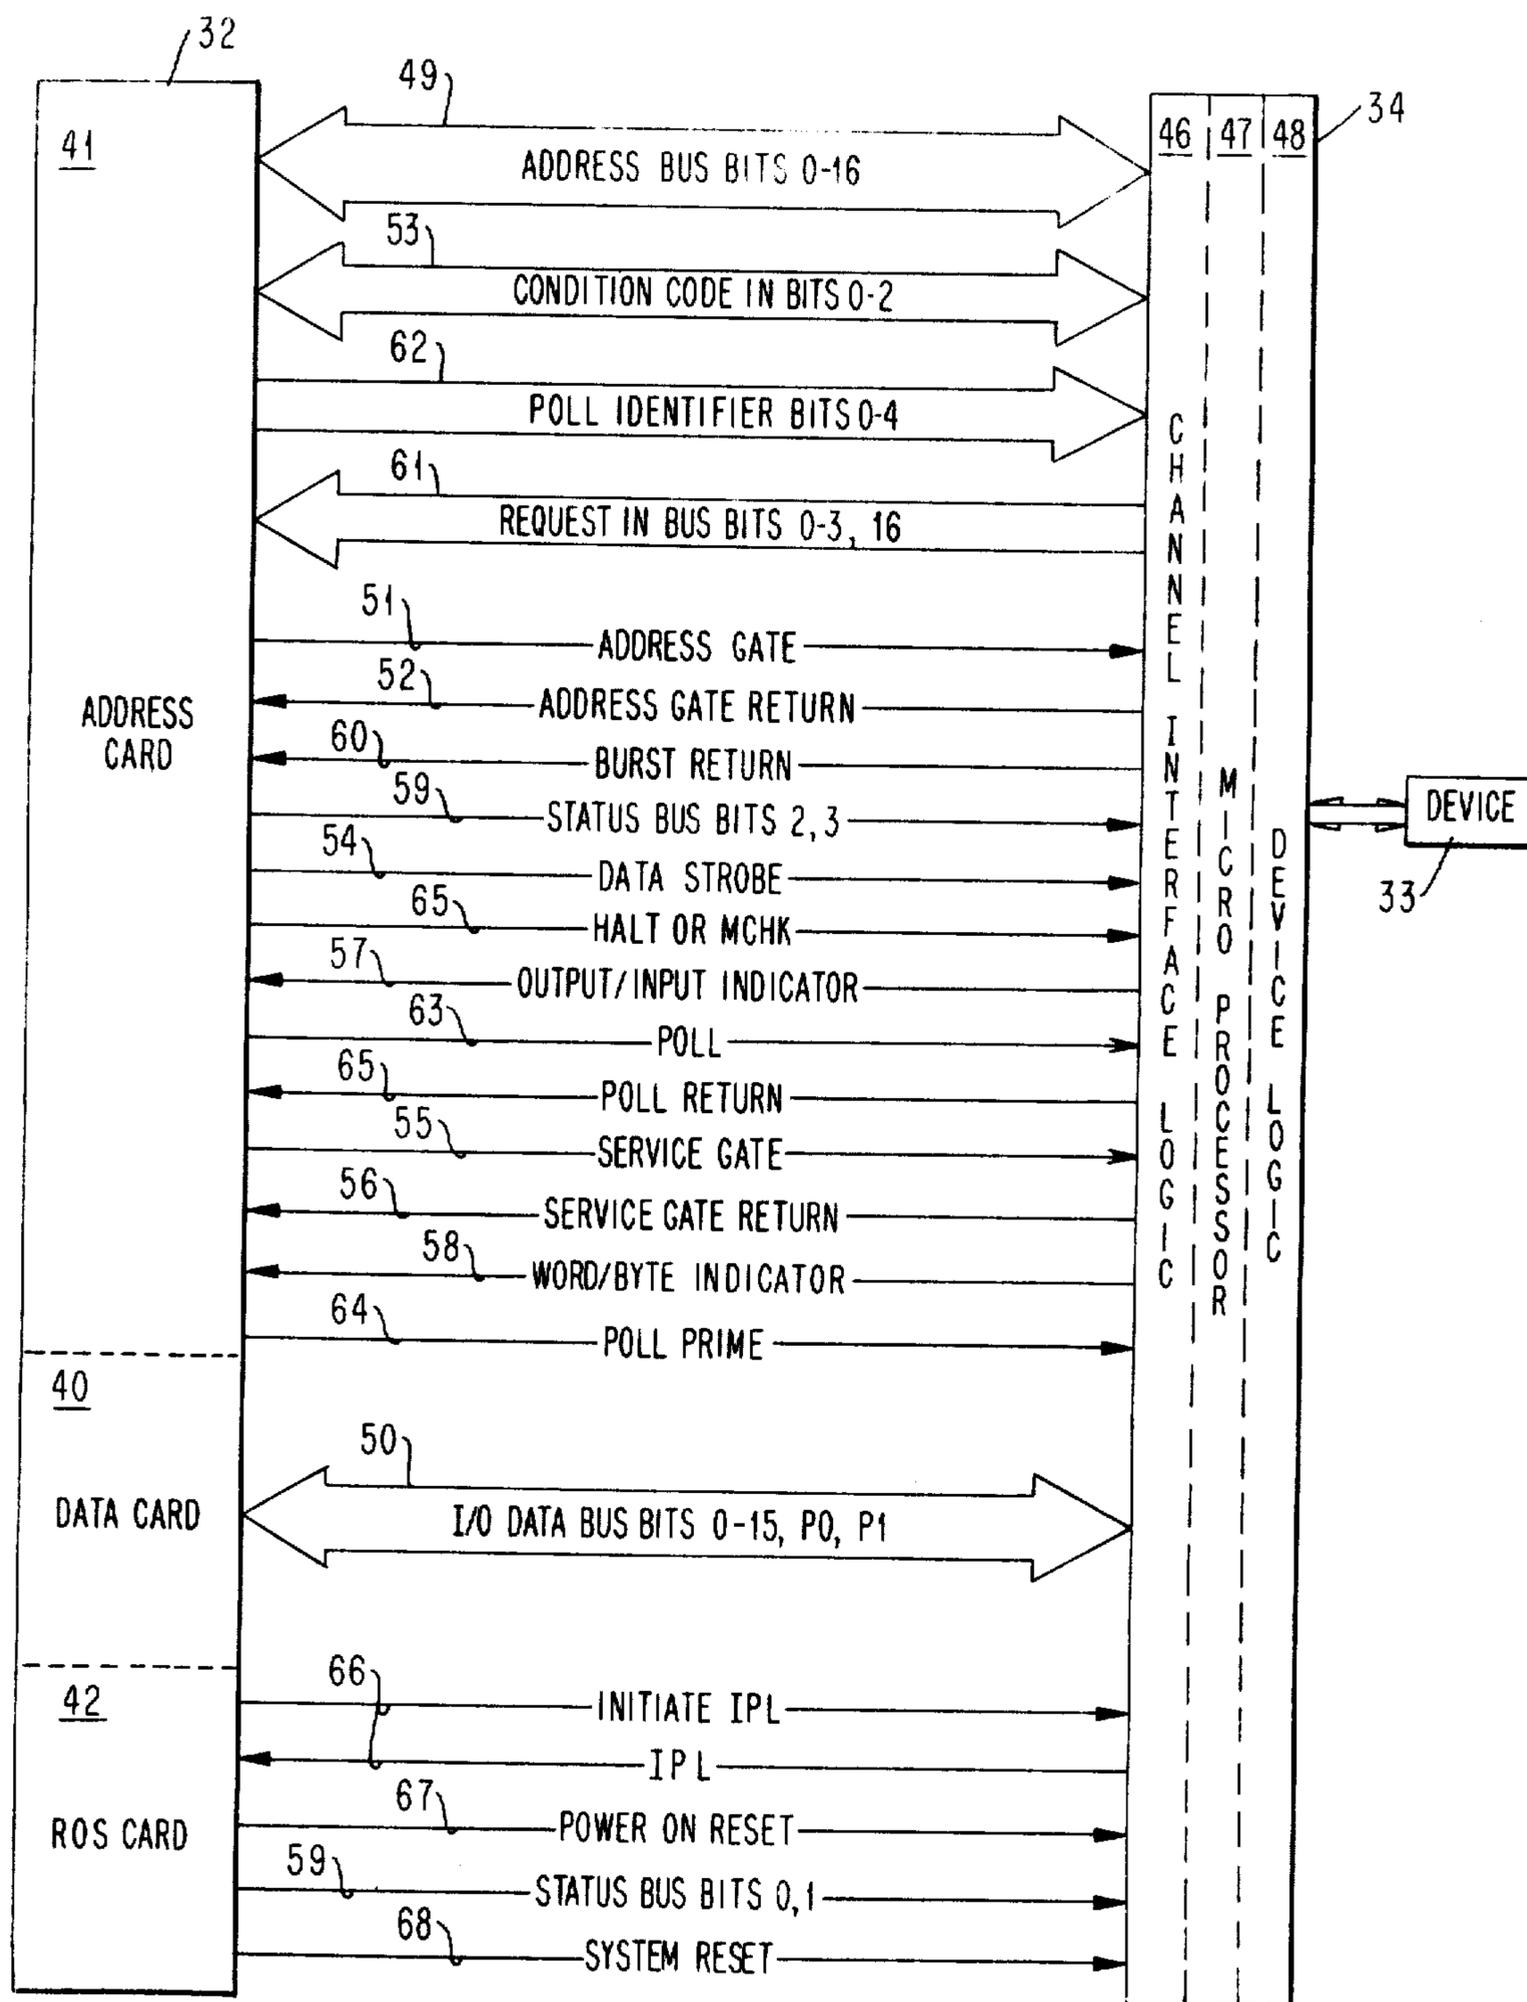 32
49
34
41
46
47
48
ADDRESS BUS BITS 0-16
53
CONDITION CODE IN BITS 0-2
62
POLL IDENTIFIER BITS 0-4
61
REQUEST IN BUS BITS 0-3, 16
51
ADDRESS GATE
52
ADDRESS GATE RETURN
ADDRESS
CARD
60
BURST RETURN
59
STATUS BUS BITS 2,3
54
DATA STROBE
65
HALT OR MCHK
57
OUTPUT/INPUT INDICATOR
63
POLL
65
POLL RETURN
55
SERVICE GATE
56
SERVICE GATE RETURN
58
WORD/BYTE INDICATOR
64
POLL PRIME
CHANNEL INTERFACE LOGIC
MICRO PROCESSOR
DEVICE LOGIC
DEVICE
33
40
DATA CARD
50
I/O DATA BUS BITS 0-15, P0, P1
42
ROS CARD
66
INITIATE IPL
IPL
67
POWER ON RESET
59
STATUS BUS BITS 0,1
68
SYSTEM RESET